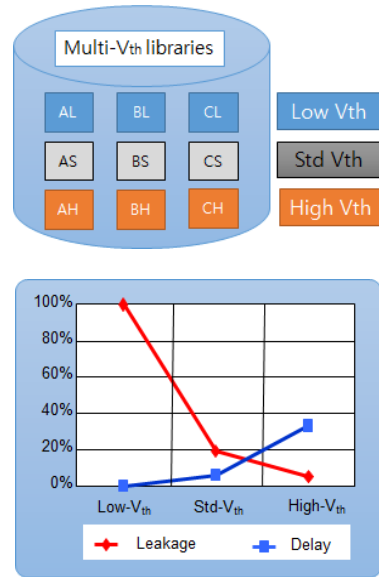 Multi-Vth libraries
AL BL CL Low Vth
AS BS CS Std Vth
AH BH CH High Vth
100%
80%
60%
40%
20%
0%
Low-Vth Std-Vth High-Vth
Leakage Delay